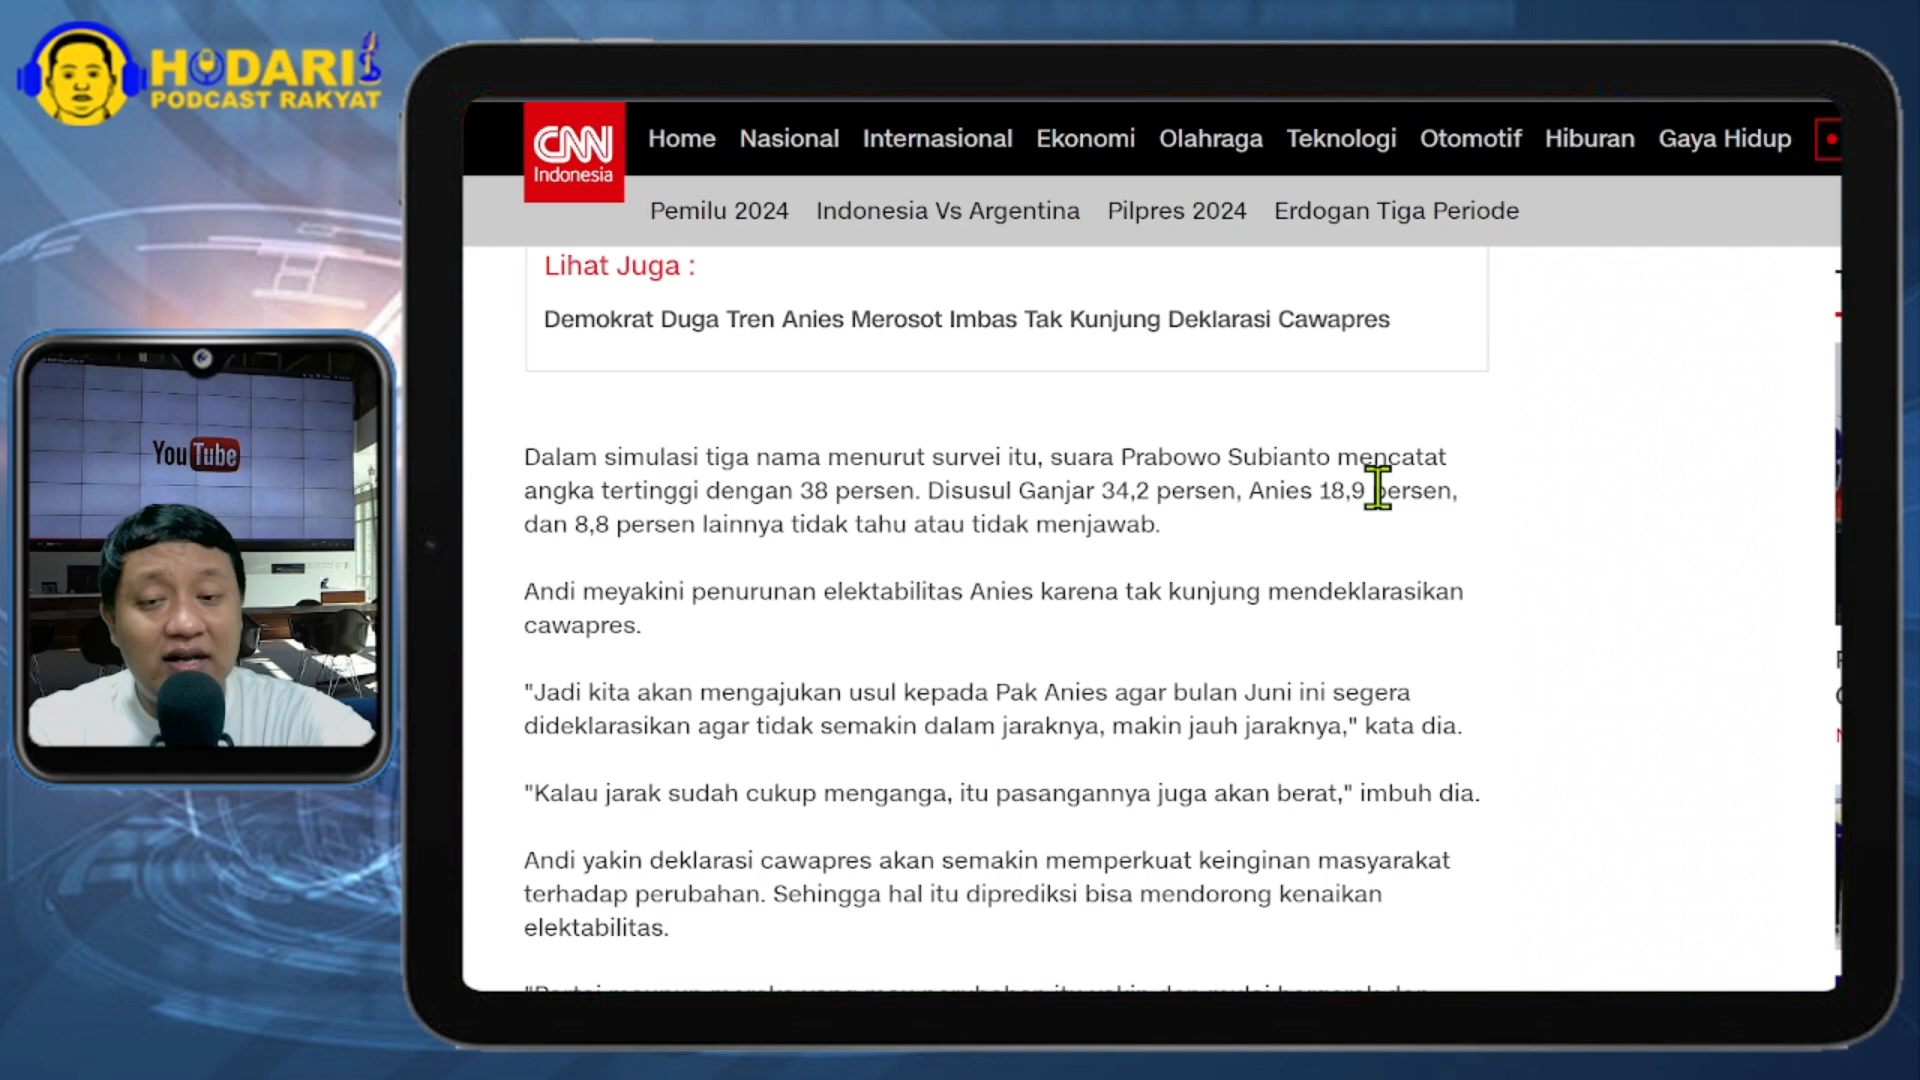 HODARI
PODCAST RAKYAT
YouTube
CNN
Indonesia
Home Nasional Internasional Ekonomi Olahraga Teknologi Otomotif Hiburan Gaya Hidup
Pemilu 2024 Indonesia Vs Argentina Pilpres 2024 Erdogan Tiga Periode
Lihat Juga :
Demokrat Duga Tren Anies Merosot Imbas Tak Kunjung Deklarasi Cawapres
Dalam simulasi tiga nama menurut survei itu, suara Prabowo Subianto mencatat
angka tertinggi dengan 38 persen. Disusul Ganjar 34,2 persen, Anies 18,9 persen,
dan 8,8 persen lainnya tidak tahu atau tidak menjawab.
Andi meyakini penurunan elektabilitas Anies karena tak kunjung mendeklarasikan
cawapres.
"Jadi kita akan mengajukan usul kepada Pak Anies agar bulan Juni ini segera
dideklarasikan agar tidak semakin dalam jaraknya, makin jauh jaraknya," kata dia.
"Kalau jarak sudah cukup menganga, itu pasangannya juga akan berat," imbuh dia.
Andi yakin deklarasi cawapres akan semakin memperkuat keinginan masyarakat
terhadap perubahan. Sehingga hal itu diprediksi bisa mendorong kenaikan
elektabilitas.